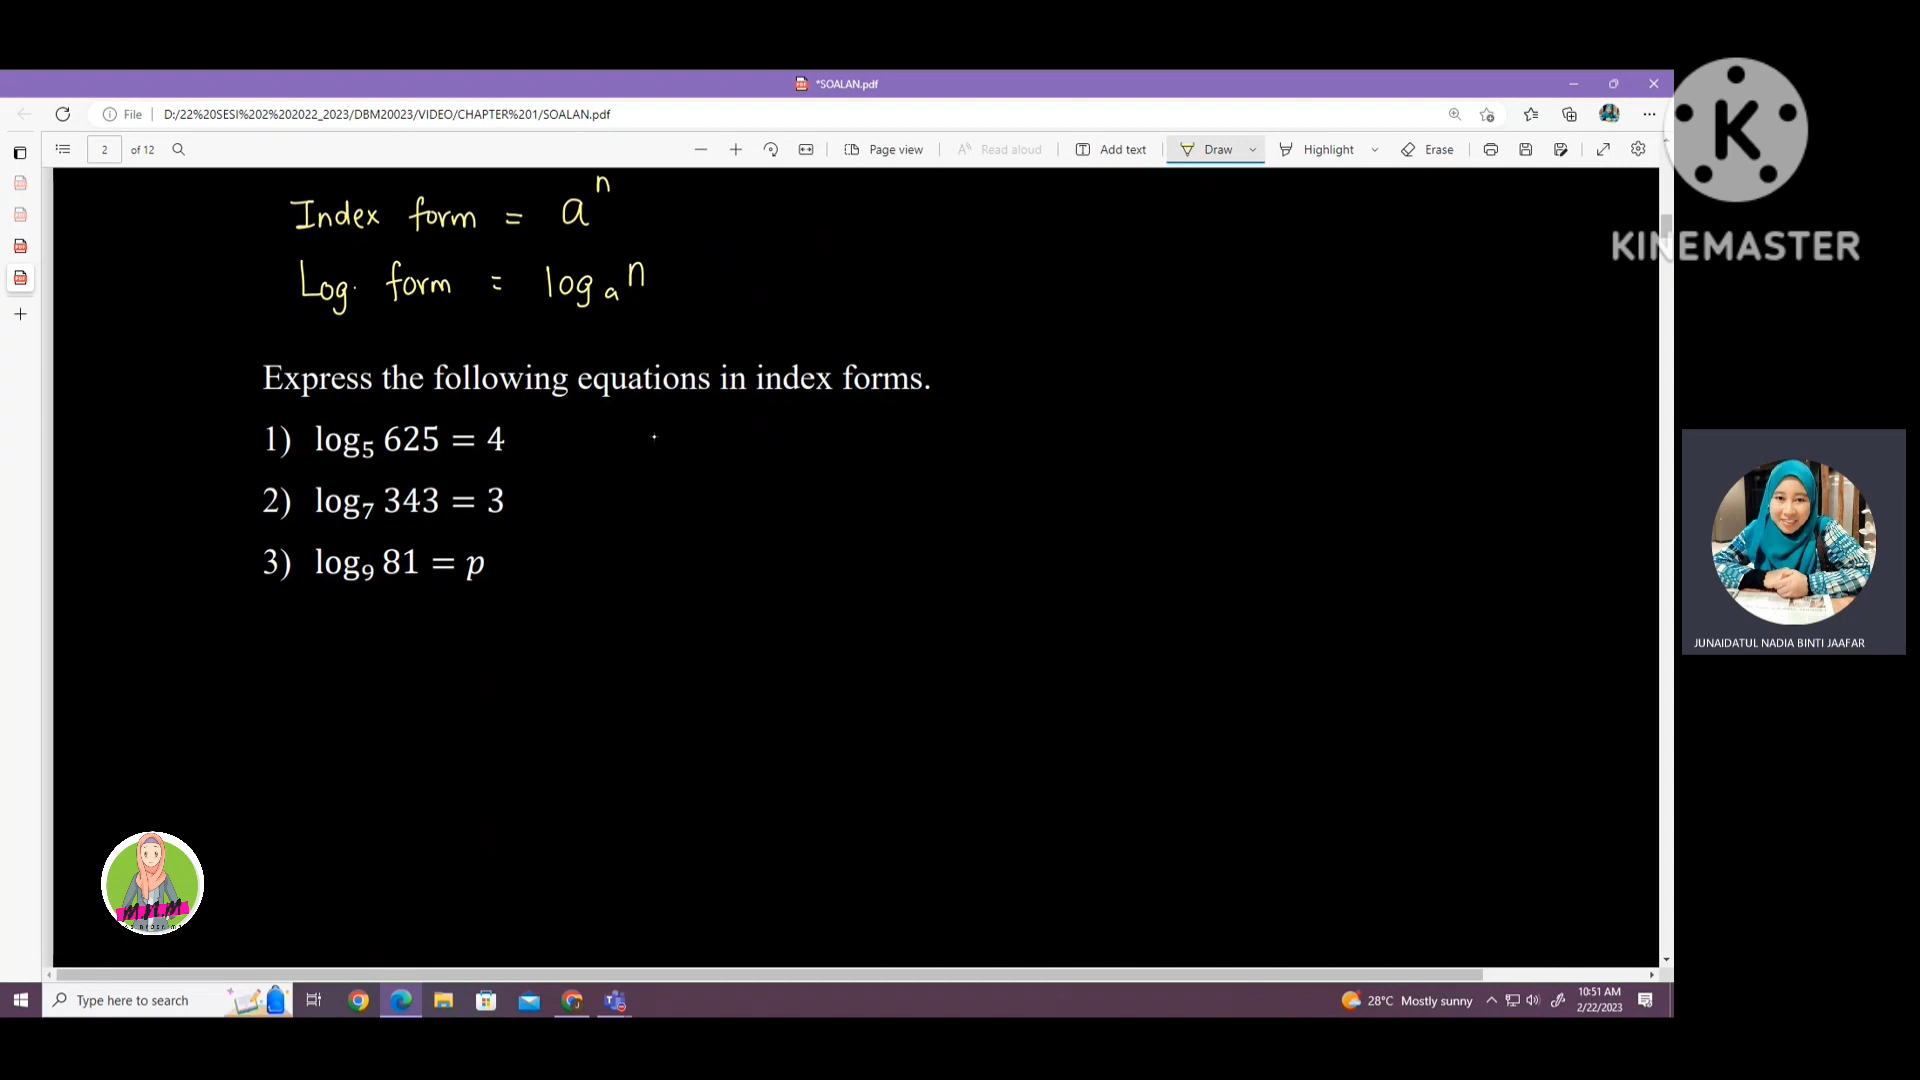 *SOALAN.pdf
File | D:/22%20SESI%202%202022_2023/DBM20023/VIDEO/CHAPTER%201/SOALAN.pdf
2 of 12 Page view Read aloud Add text Draw Highlight Erase
K
KINEMASTER
Index form = a^n
Log. form = log_a n
Express the following equations in index forms.
1) log₅ 625 = 4
2) log₇ 343 = 3
3) log₉ 81 = p
JUNAIDATUL NADIA BINTI JAAFAR
M.N.M
Type here to search
28°C Mostly sunny
10:51 AM
2/22/2023